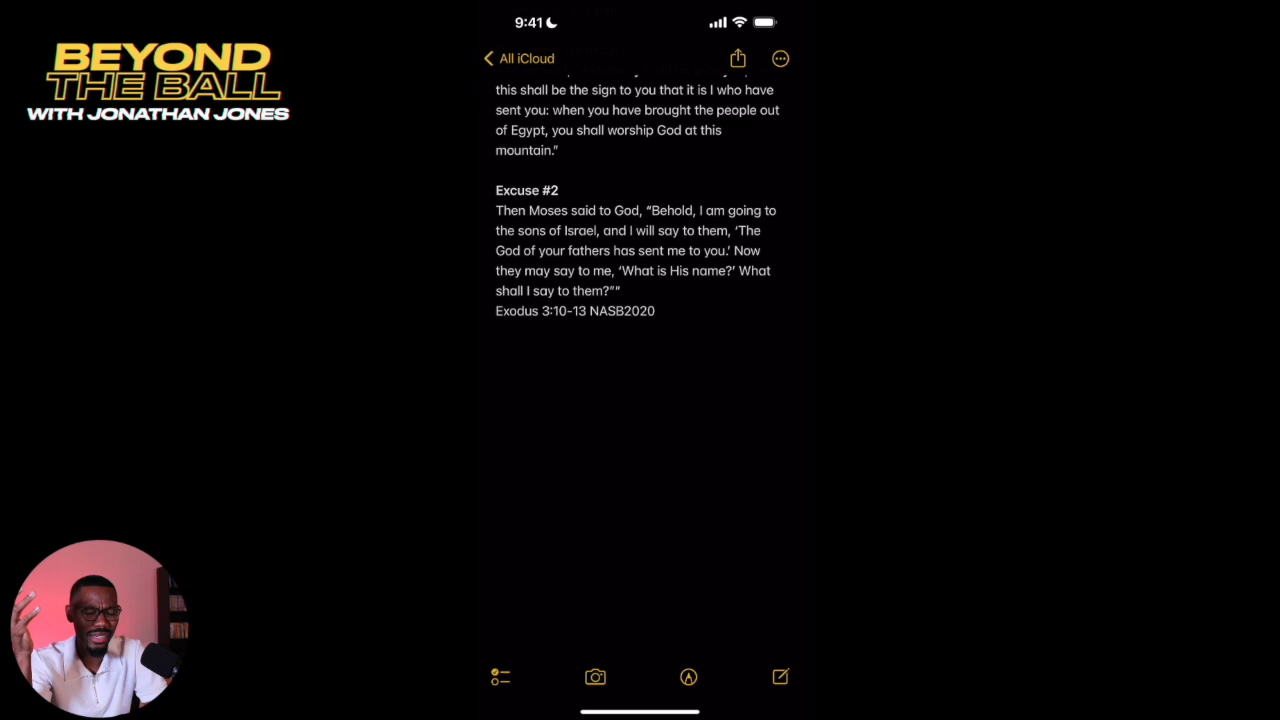 BEYOND
THE BALL
WITH JONATHAN JONES
9:41
All iCloud
this shall be the sign to you that it is I who have
sent you: when you have brought the people out
of Egypt, you shall worship God at this
mountain.”
Excuse #2
Then Moses said to God, “Behold, I am going to
the sons of Israel, and I will say to them, ‘The
God of your fathers has sent me to you.’ Now
they may say to me, ‘What is His name?’ What
shall I say to them?””
Exodus 3:10-13 NASB2020